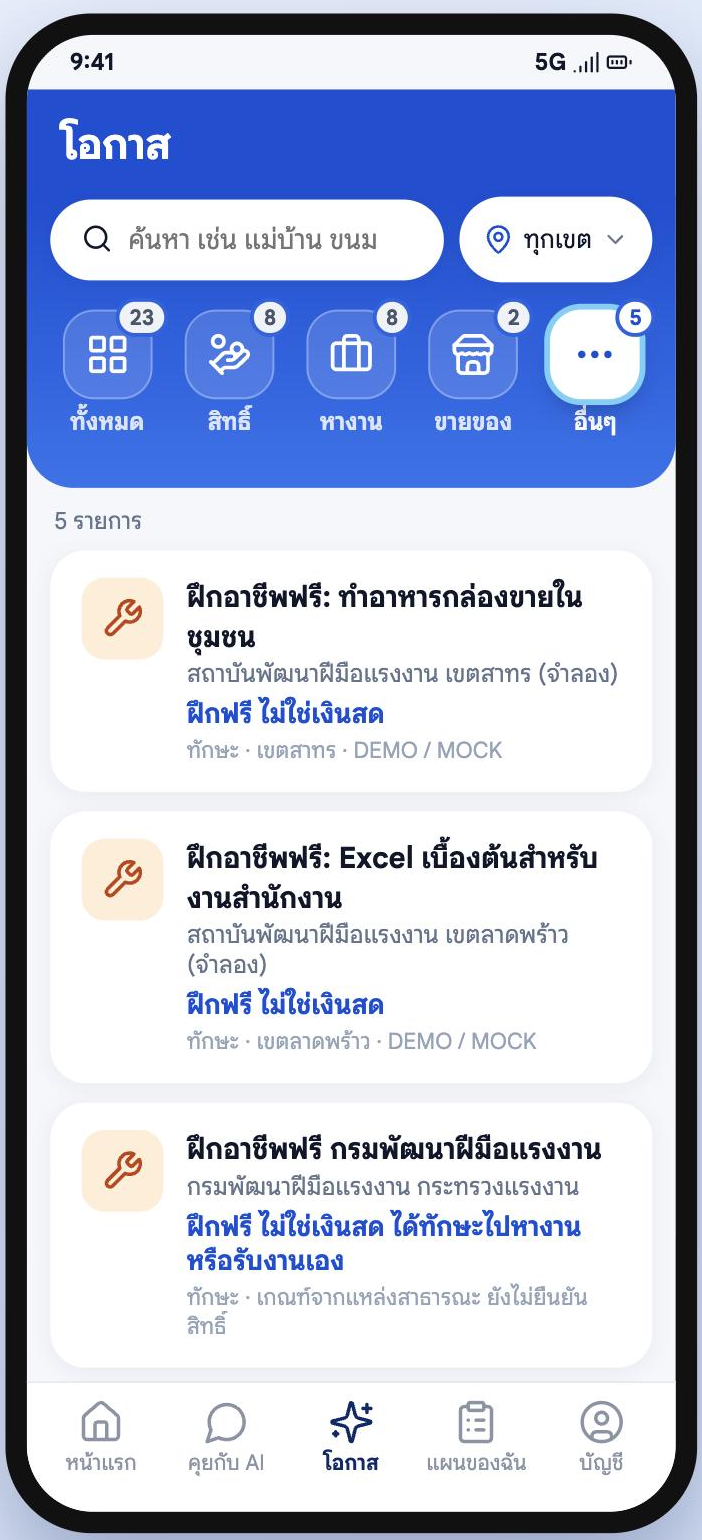 9:41
5G
โอกาส
ค้นหา เช่น แม่บ้าน ขนม
ทุกเขต
23
8
8
2
5
ทั้งหมด
สิทธิ์
หางาน
ขายของ
อื่นๆ
5 รายการ
ฝึกอาชีพฟรี: ทำอาหารกล่องขายใน
ชุมชน
สถาบันพัฒนาฝีมือแรงงาน เขตสาทร (จำลอง)
ฝึกฟรี ไม่ใช่เงินสด
ทักษะ · เขตสาทร · DEMO / MOCK
ฝึกอาชีพฟรี: Excel เบื้องต้นสำหรับ
งานสำนักงาน
สถาบันพัฒนาฝีมือแรงงาน เขตลาดพร้าว
(จำลอง)
ฝึกฟรี ไม่ใช่เงินสด
ทักษะ · เขตลาดพร้าว · DEMO / MOCK
ฝึกอาชีพฟรี กรมพัฒนาฝีมือแรงงาน
กรมพัฒนาฝีมือแรงงาน กระทรวงแรงงาน
ฝึกฟรี ไม่ใช่เงินสด ได้ทักษะไปหางาน
หรือรับงานเอง
ทักษะ · เกณฑ์จากแหล่งสาธารณะ ยังไม่ยืนยัน
สิทธิ์
หน้าแรก
คุยกับ AI
โอกาส
แผนของฉัน
บัญชี